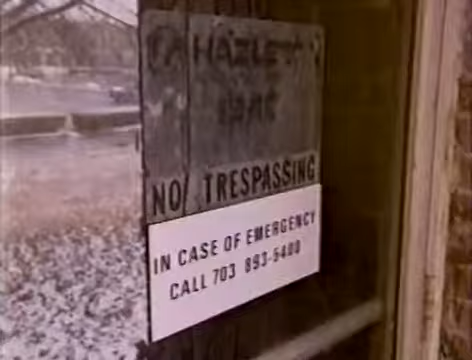 HAZLETT
NO TRESPASSING
IN CASE OF EMERGENCY
CALL 703 893-5400